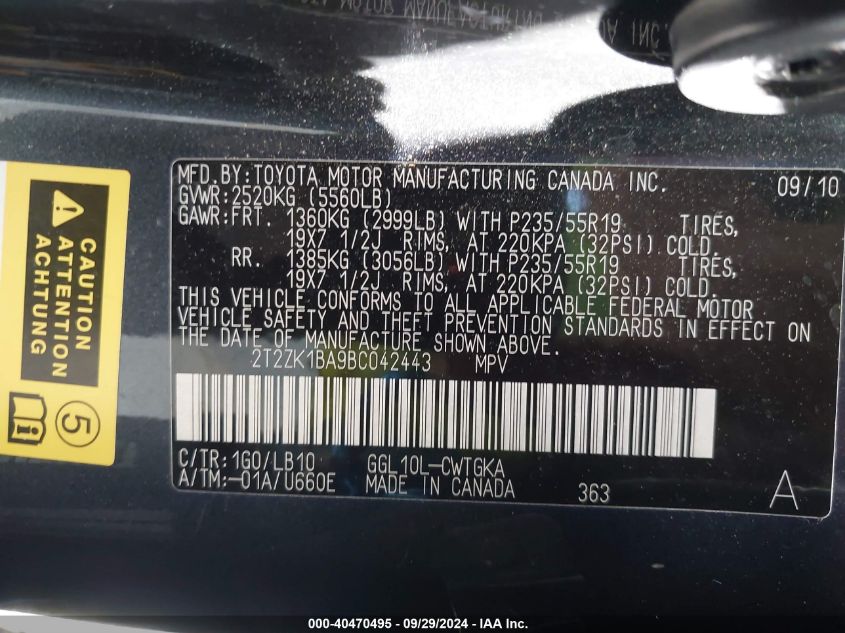 MFD.BY:TOYOTA MOTOR MANUFACTURING CANADA INC. 09/10
GVWR:2520KG (5560LB)
GAWR:FRT. 1360KG (2999LB) WITH P235/55R19 TIRES,
19X7 1/2J RIMS, AT 220KPA (32PSI) COLD.
RR. 1385KG (3056LB) WITH P235/55R19 TIRES,
19X7 1/2J RIMS, AT 220KPA (32PSI) COLD.
THIS VEHICLE CONFORMS TO ALL APPLICABLE FEDERAL MOTOR
VEHICLE SAFETY AND THEFT PREVENTION STANDARDS IN EFFECT ON
THE DATE OF MANUFACTURE SHOWN ABOVE.
2T2ZK1BA9BC042443 MPV
C/TR:1G0/LB10 GGL10L-CWTGKA
A/TM:-01A/U660E MADE IN CANADA 363 A
CAUTION
ACHTUNG
5
i
000-40470495 - 09/29/2024 - IAA Inc.